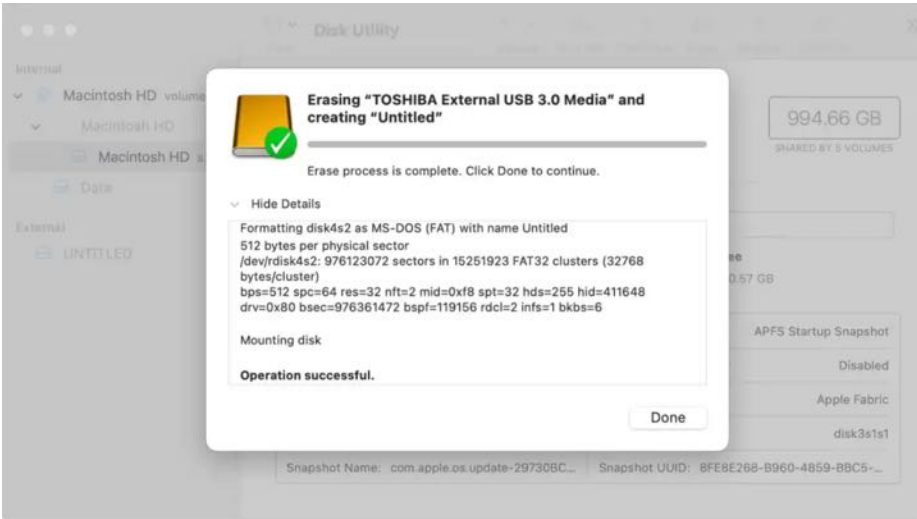 Disk Utility
Internal
Macintosh HD volume
Macintosh HD
Macintosh HD s
Data
External
UNTITLED
Erasing “TOSHIBA External USB 3.0 Media” and
creating “Untitled”
Erase process is complete. Click Done to continue.
Hide Details
Formatting disk4s2 as MS-DOS (FAT) with name Untitled
512 bytes per physical sector
/dev/rdisk4s2: 976123072 sectors in 15251923 FAT32 clusters (32768
bytes/cluster)
bps=512 spc=64 res=32 nft=2 mid=0xf8 spt=32 hds=255 hid=411648
drv=0x80 bsec=976361472 bspf=119156 rdcl=2 infs=1 bkbs=6
Mounting disk
Operation successful.
Done
994.66 GB
SHARED BY 5 VOLUMES
ee
0.57 GB
APFS Startup Snapshot
Disabled
Apple Fabric
disk3s1s1
Snapshot Name: com.apple.os.update-29730BC... Snapshot UUID: BFE8E268-B960-4859-BBC5-...